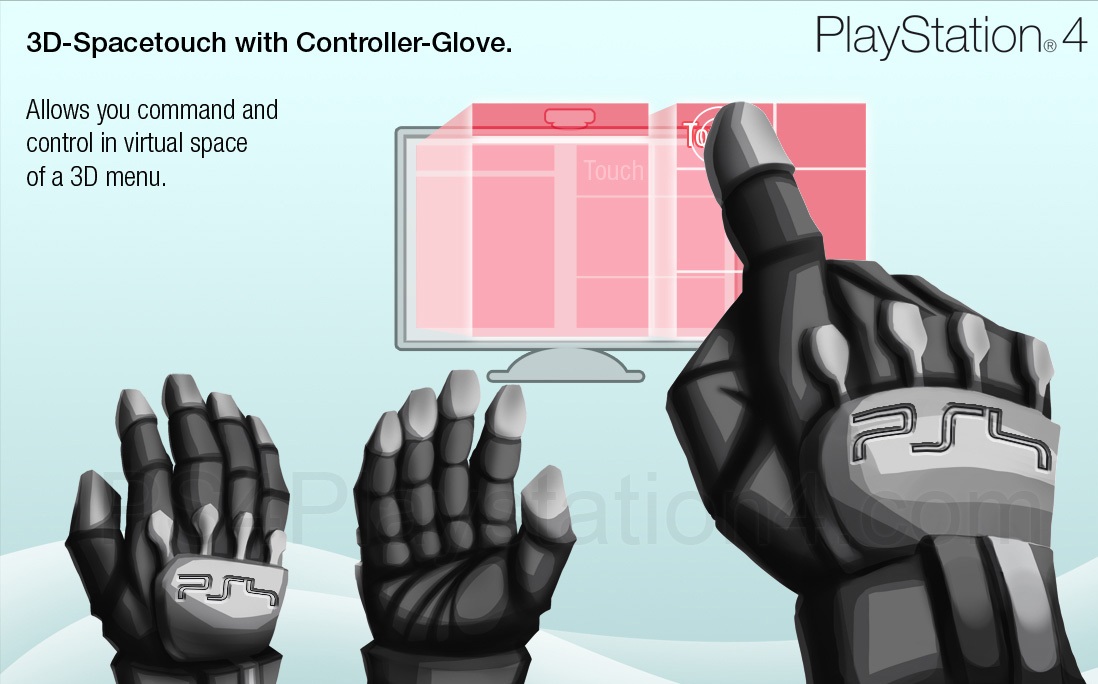 3D-Spacetouch with Controller-Glove.
PlayStation® 4
Allows you command and
control in virtual space
of a 3D menu.
To
Touch
PS4
PS4
PS4Playstation4.com